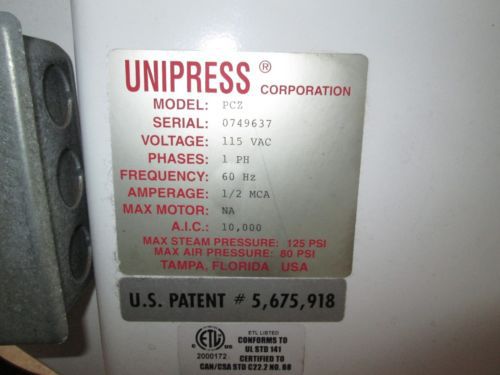 UNIPRESS ®
CORPORATION
MODEL: PCZ
SERIAL: 0749637
VOLTAGE: 115 VAC
PHASES: 1 PH
FREQUENCY: 60 Hz
AMPERAGE: 1/2 MCA
MAX MOTOR: NA
A.I.C: 10,000
MAX STEAM PRESSURE: 125 PSI
MAX AIR PRESSURE: 80 PSI
TAMPA, FLORIDA USA
U.S. PATENT # 5,675,918
ETL LISTED
CONFORMS TO
UL STD 141
CERTIFIED TO
CAN/CSA STD C22.2 NO. 68
ETL
2000172